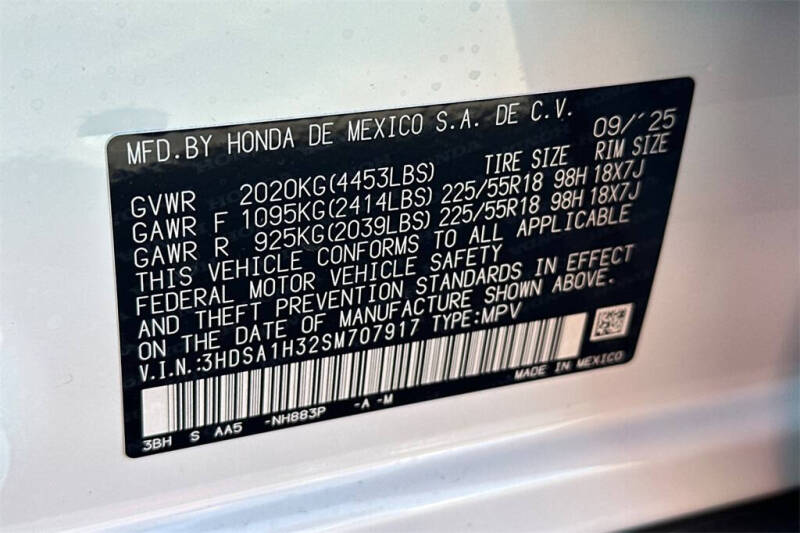 MFD.BY HONDA DE MEXICO S.A. DE C.V. 09/'25
GVWR 2020KG(4453LBS) TIRE SIZE RIM SIZE
GAWR F 1095KG(2414LBS) 225/55R18 98H 18X7J
GAWR R 925KG(2039LBS) 225/55R18 98H 18X7J
THIS VEHICLE CONFORMS TO ALL APPLICABLE
FEDERAL MOTOR VEHICLE SAFETY
AND THEFT PREVENTION STANDARDS IN EFFECT
ON THE DATE OF MANUFACTURE SHOWN ABOVE.
V.I.N.:3HDSA1H32SM707917 TYPE:MPV
MADE IN MEXICO
3BH S AA5 -NH883P -A -M